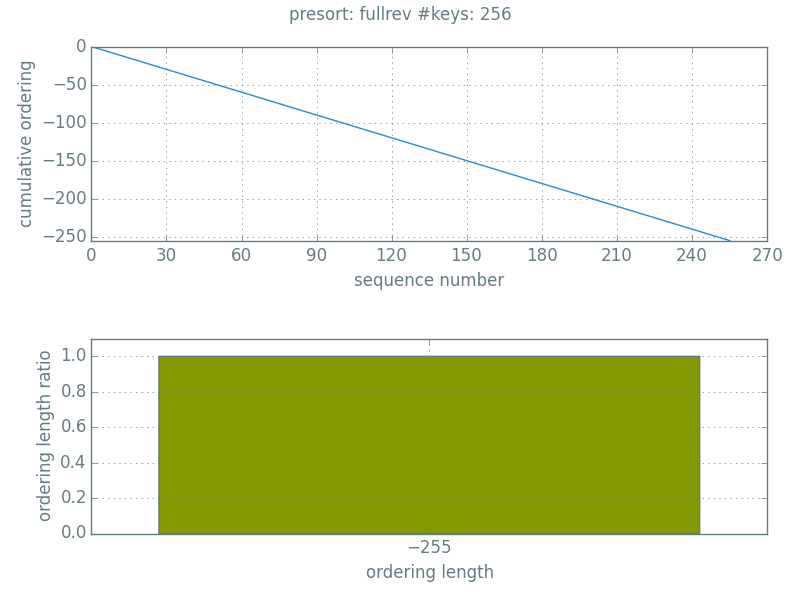 presort: fullrev #keys: 256
cumulative ordering
0
−50
−100
−150
−200
−250
0 30 60 90 120 150 180 210 240 270
sequence number
ordering length ratio
1.0
0.8
0.6
0.4
0.2
0.0
−255
ordering length